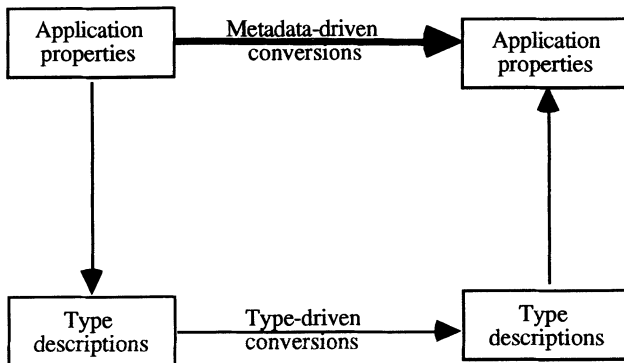 Application
properties
Metadata-driven
conversions
Application
properties
Type
descriptions
Type-driven
conversions
Type
descriptions